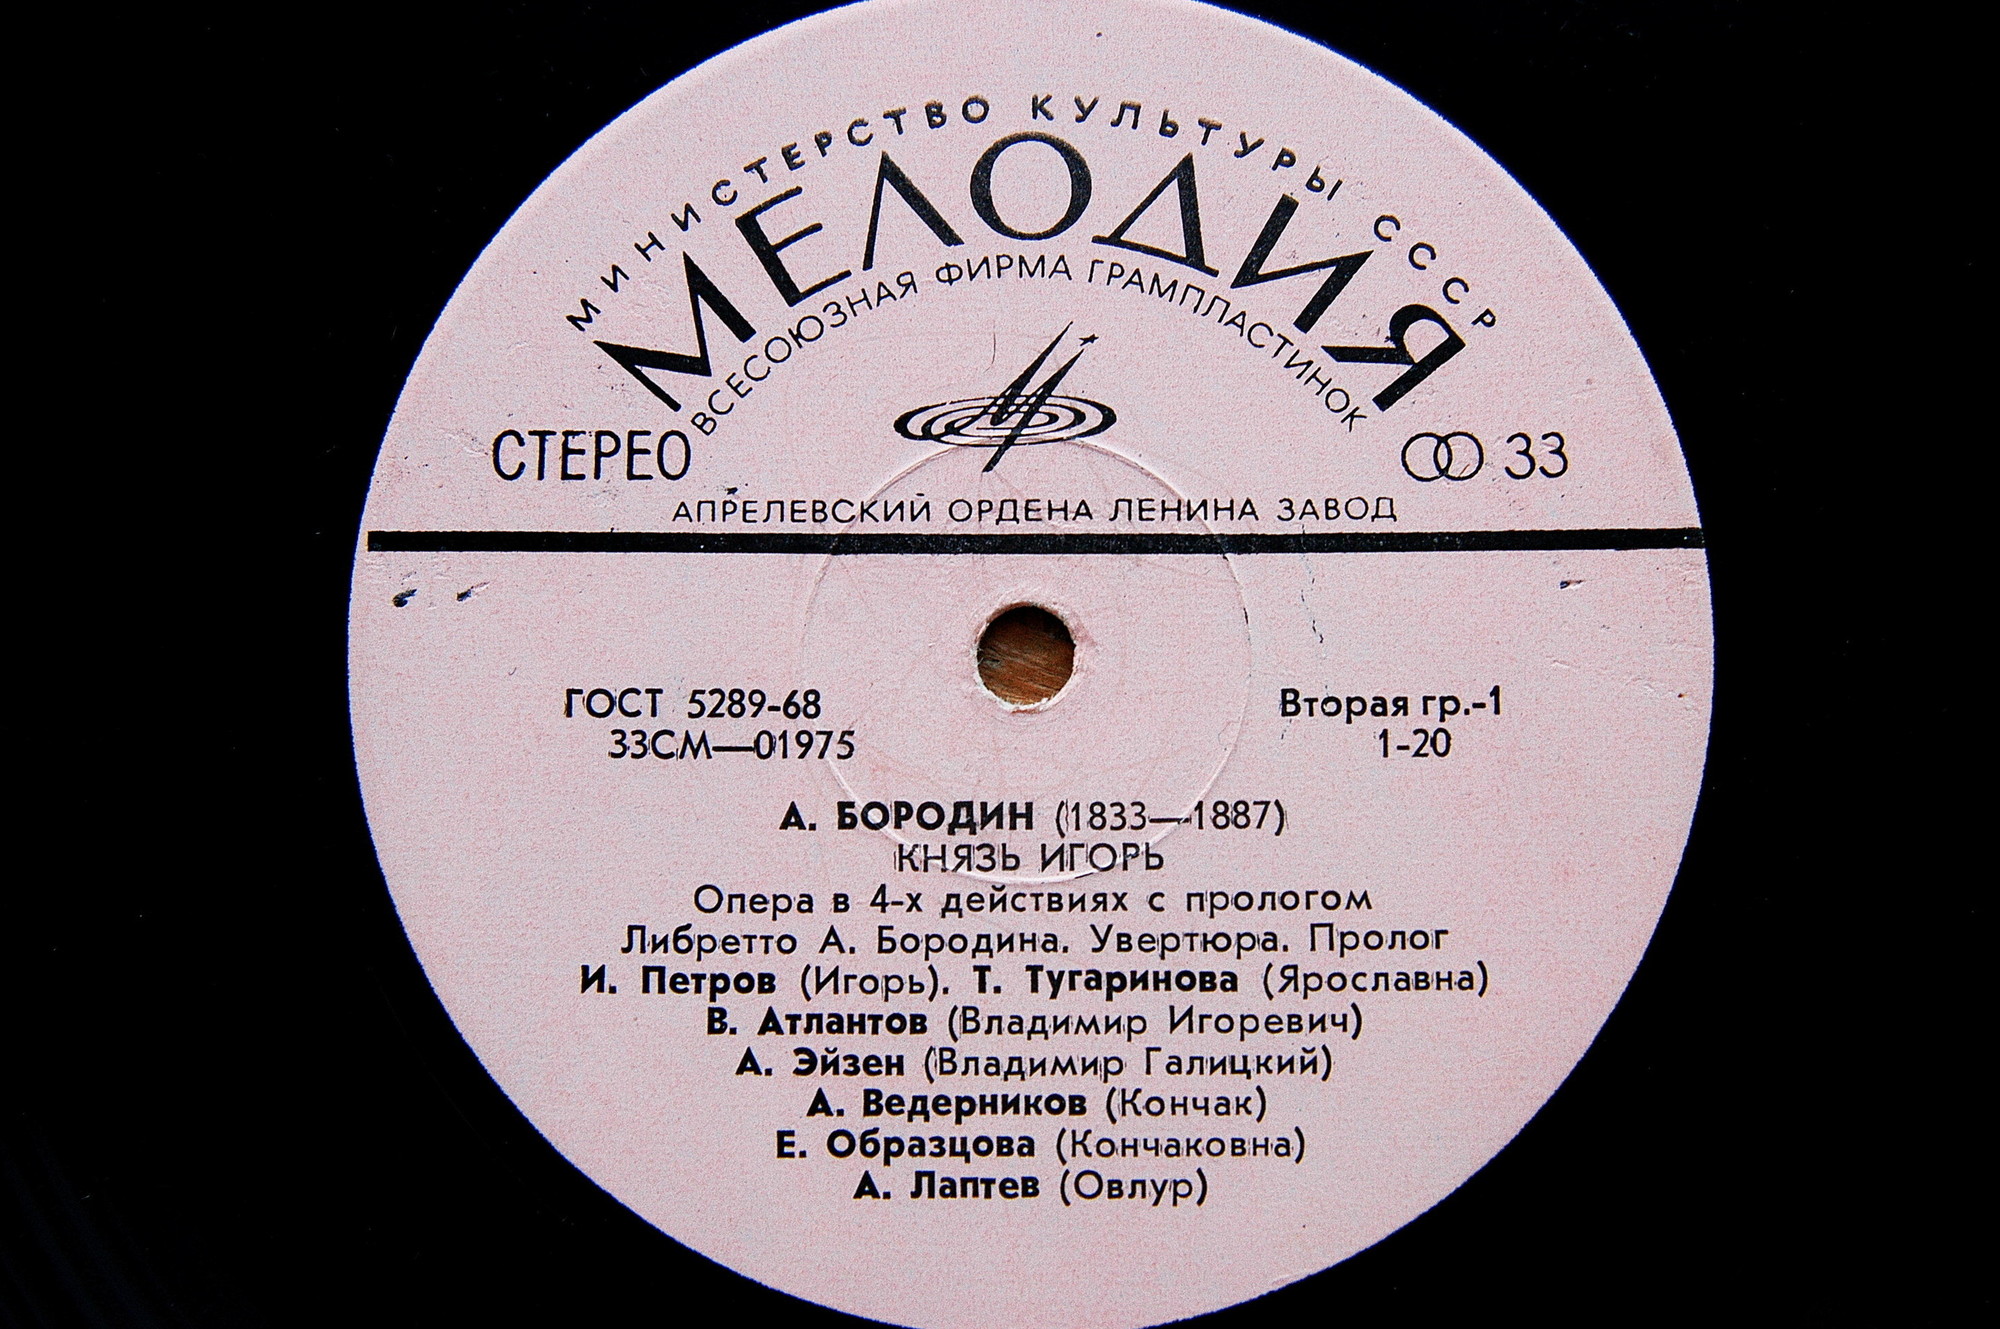 МИНИСТЕРСТВО КУЛЬТУРЫ СССР
МЕЛОДИЯ
ВСЕСОЮЗНАЯ ФИРМА ГРАМПЛАСТИНОК
СТЕРЕО
33
АПРЕЛЕВСКИЙ ОРДЕНА ЛЕНИНА ЗАВОД
ГОСТ 5289-68
Вторая гр.-1
33СМ—01975
1-20
А. БОРОДИН (1833—1887)
КНЯЗЬ ИГОРЬ
Опера в 4-х действиях с прологом
Либретто А. Бородина. Увертюра. Пролог
И. Петров (Игорь). Т. Тугаринова (Ярославна)
В. Атлантов (Владимир Игоревич)
А. Эйзен (Владимир Галицкий)
А. Ведерников (Кончак)
Е. Образцова (Кончаковна)
А. Лаптев (Овлур)